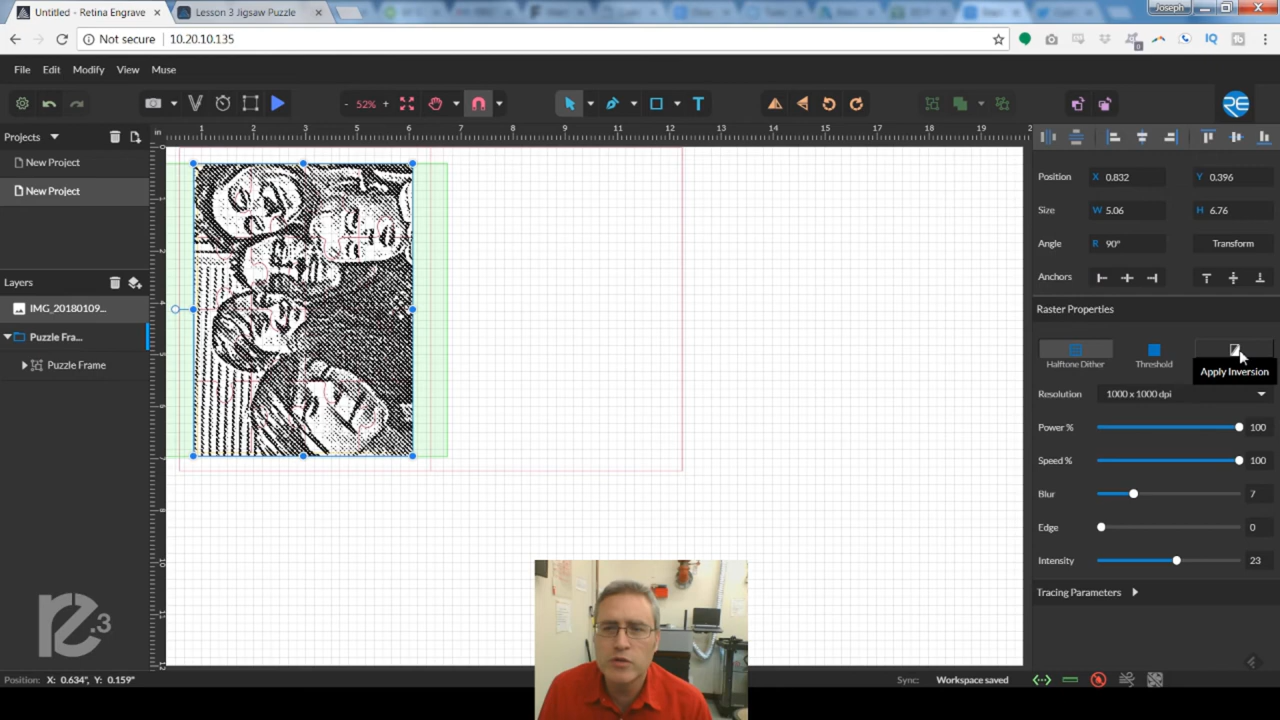 Untitled - Retina Engrave
Lesson 3 Jigsaw Puzzle
Joseph
Not secure
10.20.10.135
IQ
File Edit Modify View Muse
- 52% +
T
RE
Projects
in
1 2 3 4 5 6 7 8 9 10 11 12 13 14 15 16 17 18 19
New Project
New Project
Layers
IMG_20180109...
Puzzle Fra...
Puzzle Frame
Position X 0.832 Y 0.396
Size W 5.06 H 6.76
Angle R 90° Transform
Anchors
Raster Properties
Halftone Dither Threshold
Apply Inversion
Resolution 1000 x 1000 dpi
Power % 100
Speed % 100
Blur 7
Edge 0
Intensity 23
Tracing Parameters
re.3
Position: X: 0.634", Y: 0.159"
Sync: Workspace saved